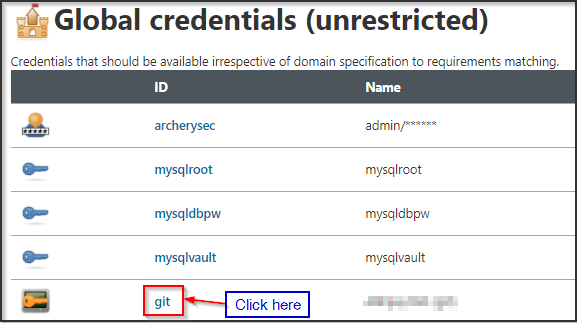 Global credentials (unrestricted)
Credentials that should be available irrespective of domain specification to requirements matching.
ID Name
archerysec admin/******
mysqlroot mysqlroot
mysqldbpw mysqldbpw
mysqlvault mysqlvault
git Click here